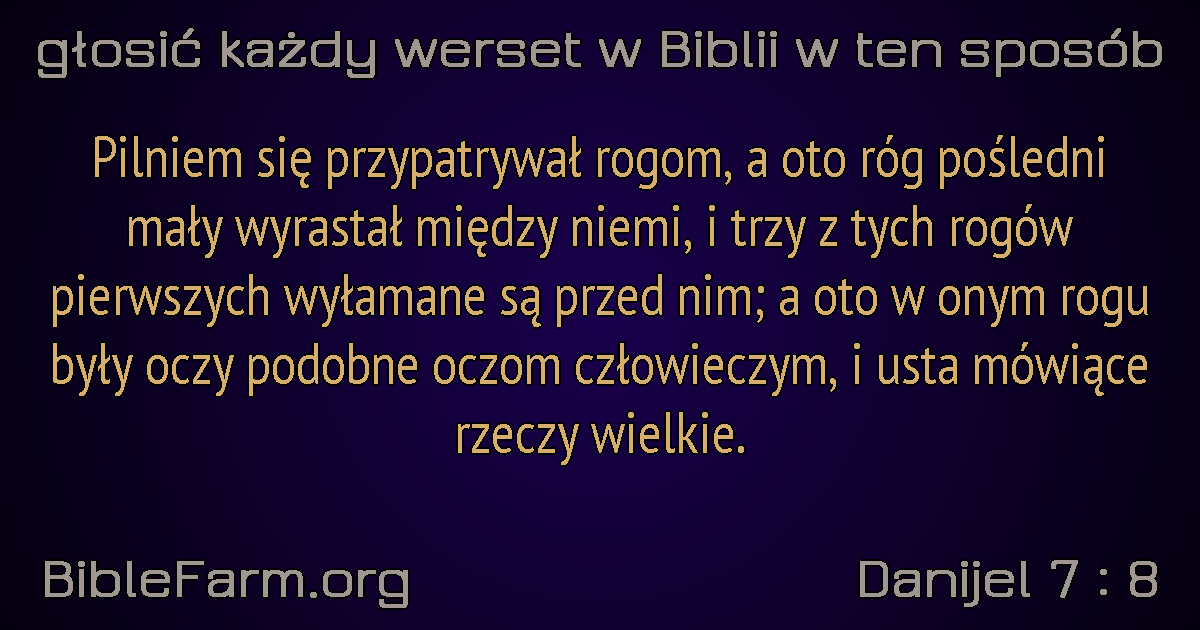 głosić każdy werset w Biblii w ten sposób
Pilniem się przypatrywał rogom, a oto róg pośledni
mały wyrastał między niemi, i trzy z tych rogów
pierwszych wyłamane są przed nim; a oto w onym rogu
były oczy podobne oczom człowieczym, i usta mówiące
rzeczy wielkie.
BibleFarm.org
Danijel 7 : 8